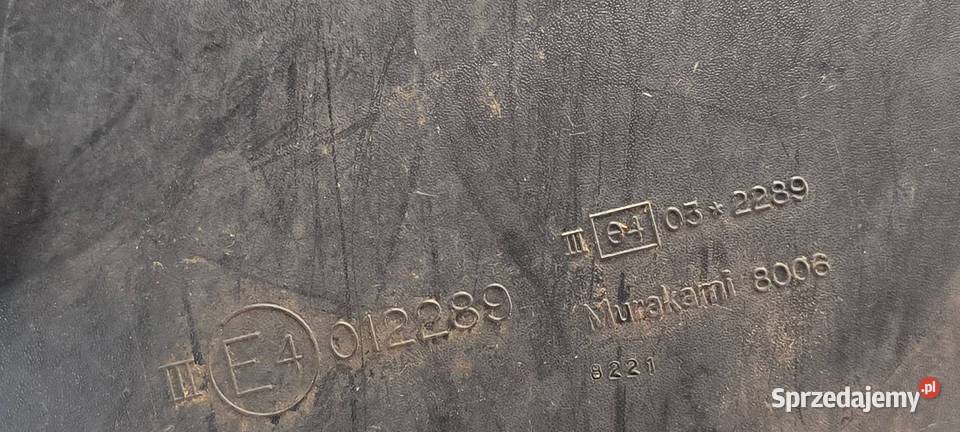 III e4 03*2289
Murakami 8006
8221
III E4 012289
Sprzedajemy.pl